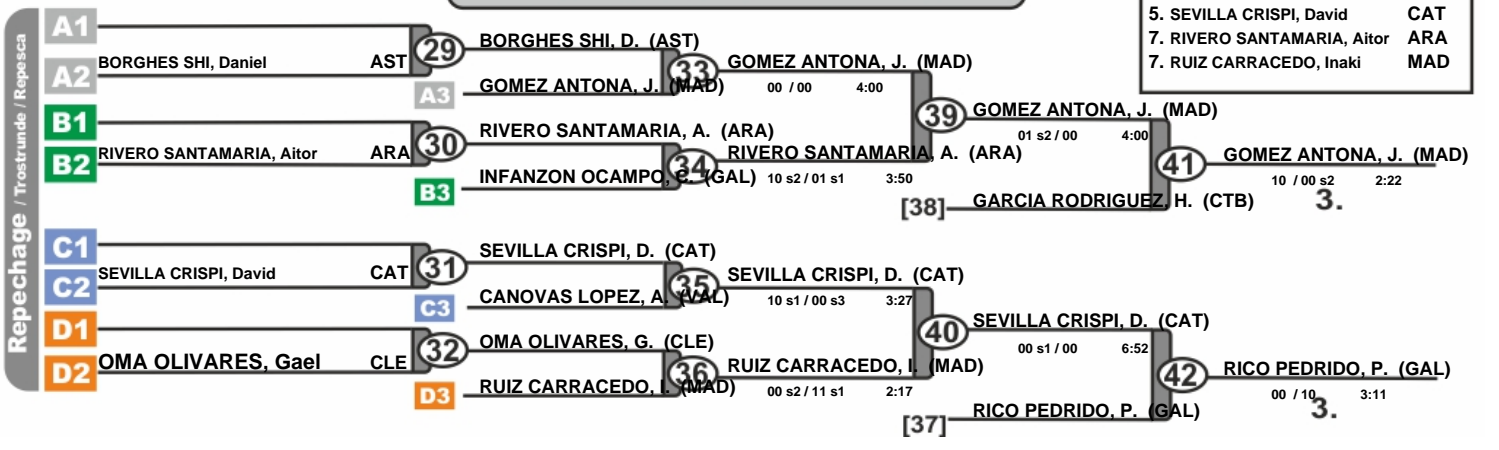 5. SEVILLA CRISPI, David CAT
7. RIVERO SANTAMARIA, Aitor ARA
7. RUIZ CARRACEDO, Inaki MAD
Repechage / Trostrunde / Repesca
A1
BORGHES SHI, Daniel AST
A2
29
BORGHES SHI, D. (AST)
A3
GOMEZ ANTONA, J. (MAD)
33
GOMEZ ANTONA, J. (MAD)
00 / 00 4:00
B1
RIVERO SANTAMARIA, Aitor ARA
B2
30
RIVERO SANTAMARIA, A. (ARA)
B3
INFANZON OCAMPO, C. (GAL)
34
RIVERO SANTAMARIA, A. (ARA)
10 s2 / 01 s1 3:50
39
GOMEZ ANTONA, J. (MAD)
01 s2 / 00 4:00
[38]
GARCIA RODRIGUEZ, H. (CTB)
41
GOMEZ ANTONA, J. (MAD)
10 / 00 s2 2:22
3.
C1
SEVILLA CRISPI, David CAT
C2
31
SEVILLA CRISPI, D. (CAT)
C3
CANOVAS LOPEZ, A. (VAL)
35
SEVILLA CRISPI, D. (CAT)
10 s1 / 00 s3 3:27
D1
OMA OLIVARES, Gael CLE
D2
32
OMA OLIVARES, G. (CLE)
D3
RUIZ CARRACEDO, I. (MAD)
36
RUIZ CARRACEDO, I. (MAD)
00 s2 / 11 s1 2:17
40
SEVILLA CRISPI, D. (CAT)
00 s1 / 00 6:52
[37]
RICO PEDRIDO, P. (GAL)
42
RICO PEDRIDO, P. (GAL)
00 / 10 3:11
3.